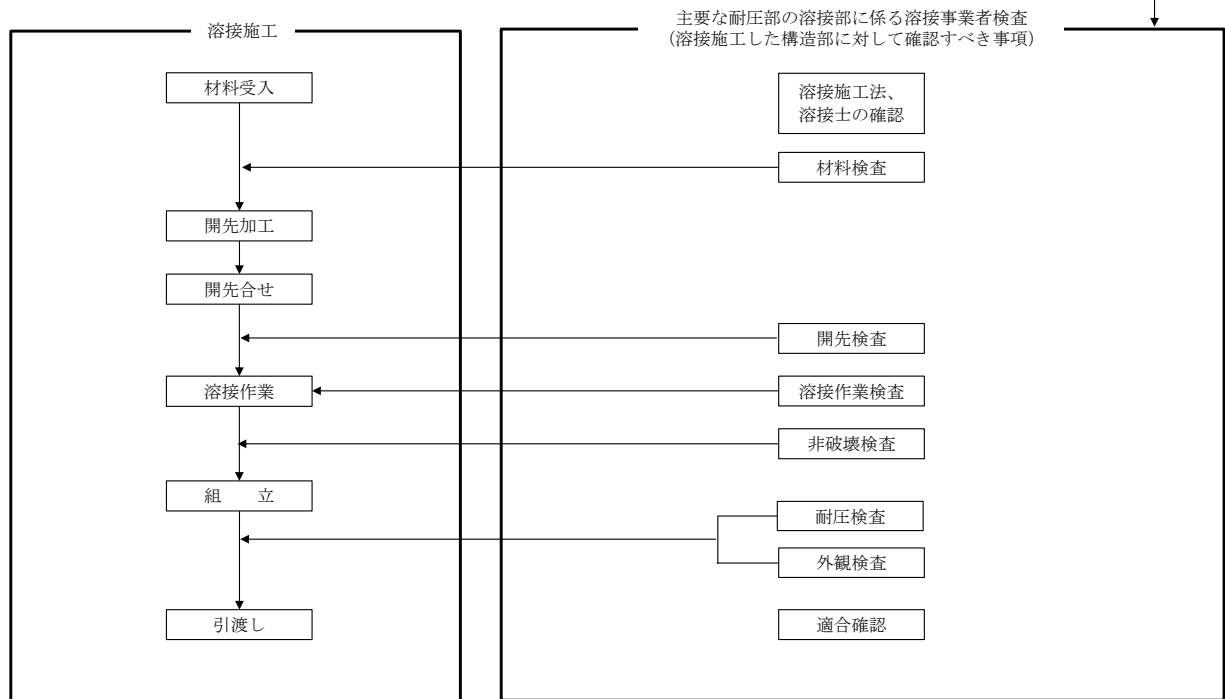 溶接施工
材料受入
開先加工
開先合せ
溶接作業
組　　立
引渡し
主要な耐圧部の溶接部に係る溶接事業者検査
(溶接施工した構造部に対して確認すべき事項)
溶接施工法、
溶接士の確認
材料検査
開先検査
溶接作業検査
非破壊検査
耐圧検査
外観検査
適合確認